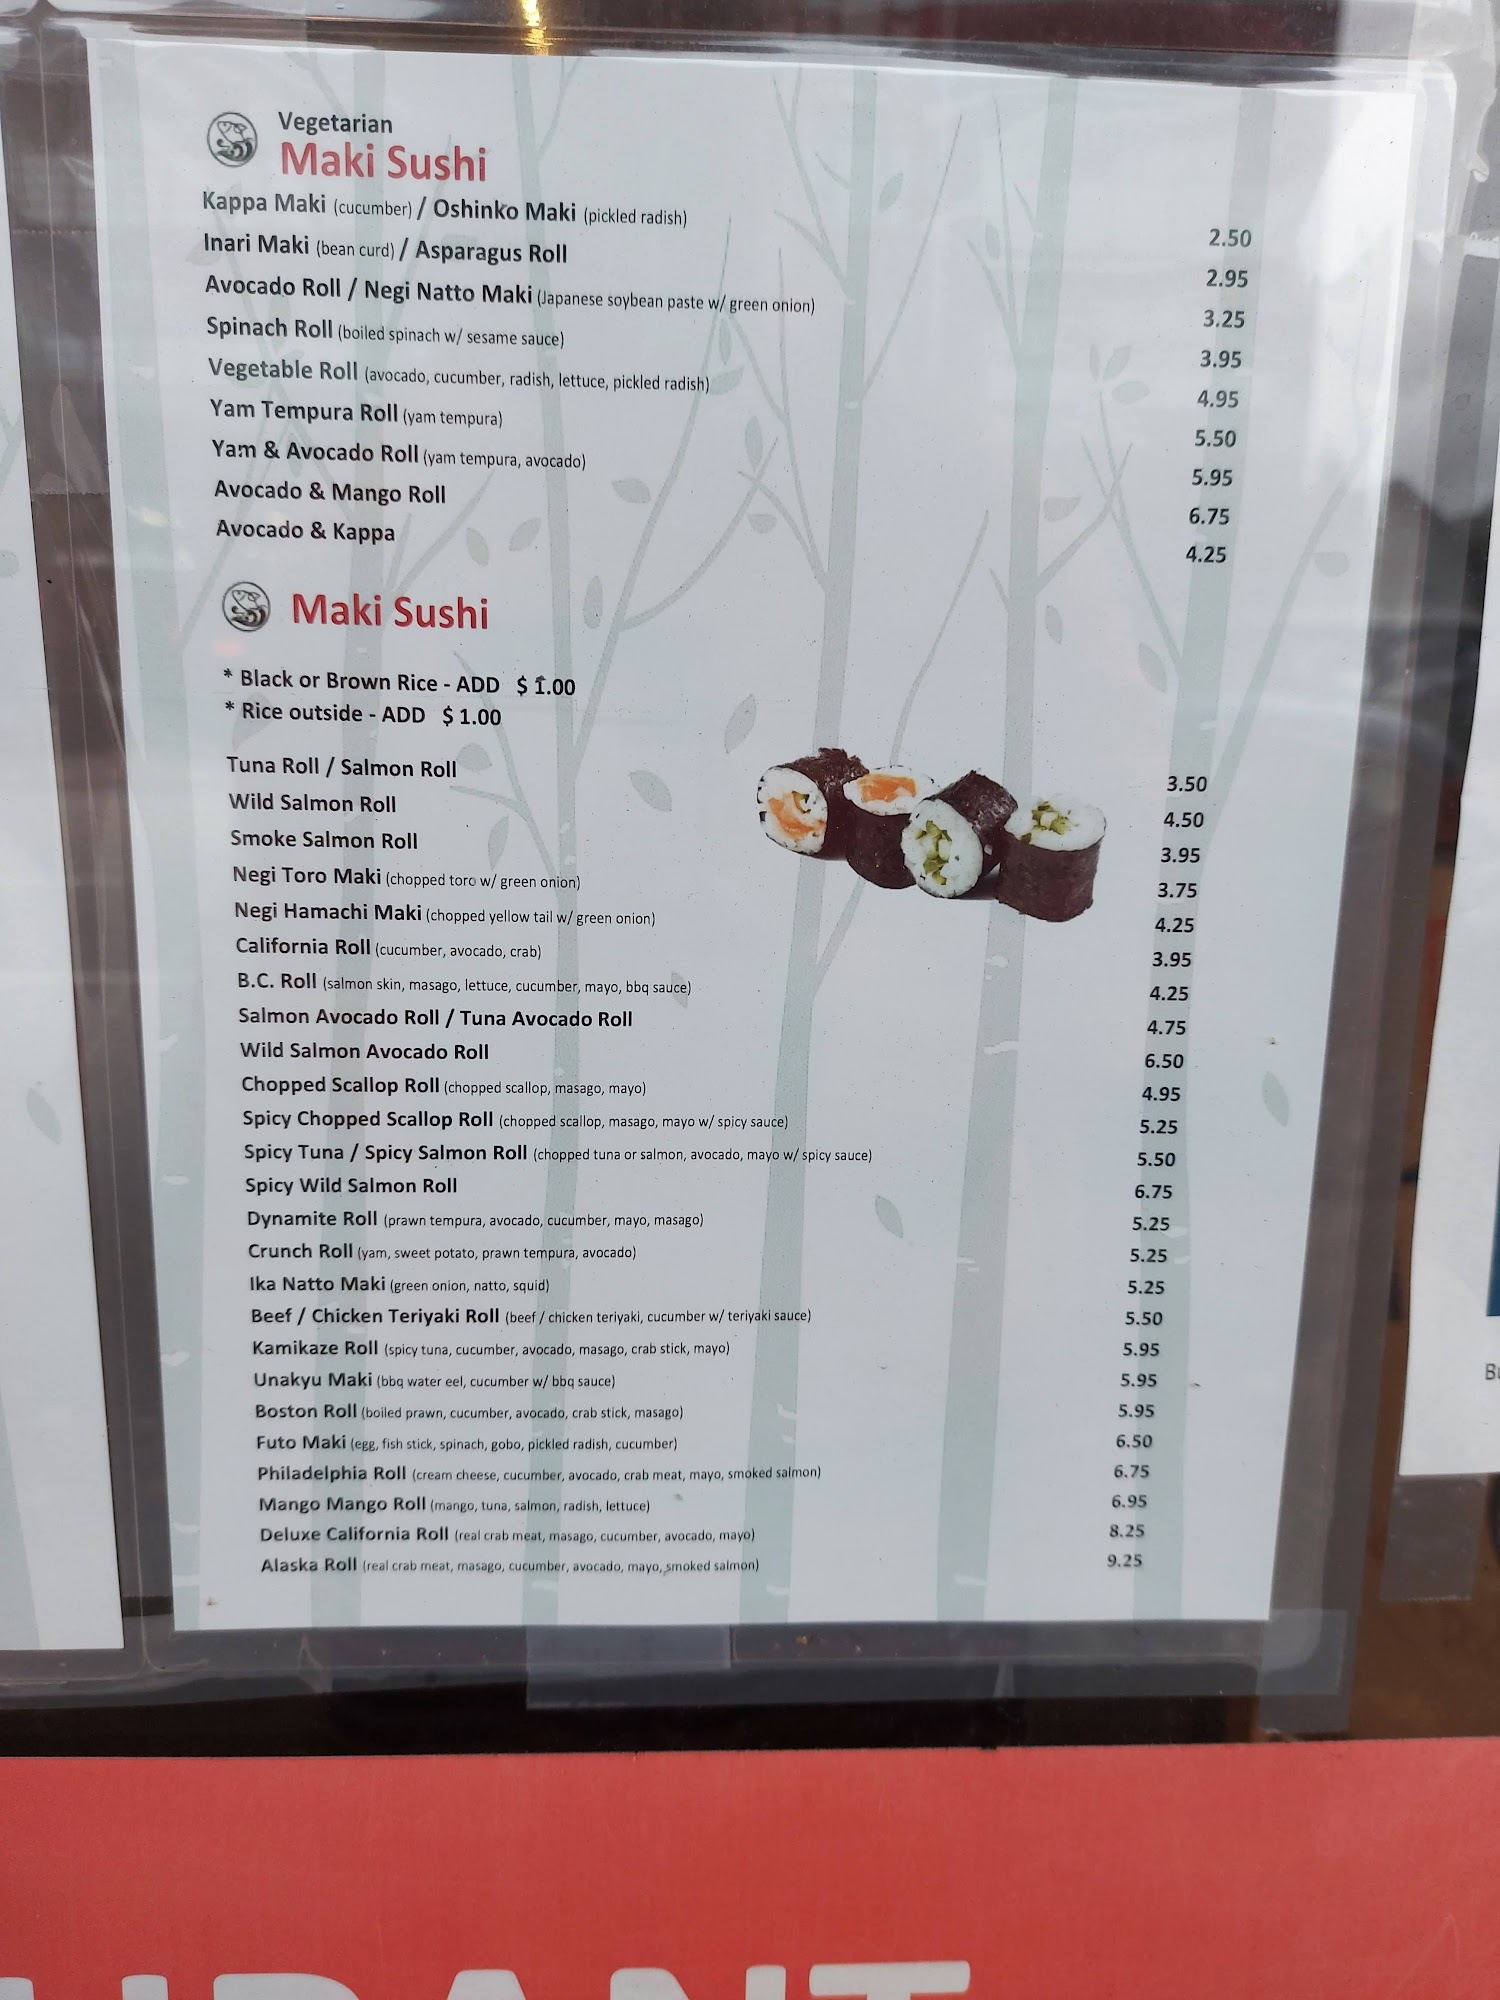 Vegetarian
Maki Sushi
Kappa Maki (cucumber) / Oshinko Maki (pickled radish) 2.50
Inari Maki (bean curd) / Asparagus Roll 2.95
Avocado Roll / Negi Natto Maki (Japanese soybean paste w/ green onion) 3.25
Spinach Roll (boiled spinach w/ sesame sauce) 3.95
Vegetable Roll (avocado, cucumber, radish, lettuce, pickled radish) 4.95
Yam Tempura Roll (yam tempura) 5.50
Yam & Avocado Roll (yam tempura, avocado) 5.95
Avocado & Mango Roll 6.75
Avocado & Kappa 4.25
Maki Sushi
* Black or Brown Rice - ADD $ 1.00
* Rice outside - ADD $ 1.00
Tuna Roll / Salmon Roll 3.50
Wild Salmon Roll 4.50
Smoke Salmon Roll 3.95
Negi Toro Maki (chopped toro w/ green onion) 3.75
Negi Hamachi Maki (chopped yellow tail w/ green onion) 4.25
California Roll (cucumber, avocado, crab) 3.95
B.C. Roll (salmon skin, masago, lettuce, cucumber, mayo, bbq sauce) 4.25
Salmon Avocado Roll / Tuna Avocado Roll 4.75
Wild Salmon Avocado Roll 6.50
Chopped Scallop Roll (chopped scallop, masago, mayo) 4.95
Spicy Chopped Scallop Roll (chopped scallop, masago, mayo w/ spicy sauce) 5.25
Spicy Tuna / Spicy Salmon Roll (chopped tuna or salmon, avocado, mayo w/ spicy sauce) 5.50
Spicy Wild Salmon Roll 6.75
Dynamite Roll (prawn tempura, avocado, cucumber, mayo, masago) 5.25
Crunch Roll (yam, sweet potato, prawn tempura, avocado) 5.25
Ika Natto Maki (green onion, natto, squid) 5.25
Beef / Chicken Teriyaki Roll (beef / chicken teriyaki, cucumber w/ teriyaki sauce) 5.50
Kamikaze Roll (spicy tuna, cucumber, avocado, masago, crab stick, mayo) 5.95
Unakyu Maki (bbq water eel, cucumber w/ bbq sauce) 5.95
Boston Roll (boiled prawn, cucumber, avocado, crab stick, masago) 5.95
Futo Maki (egg, fish stick, spinach, gobo, pickled radish, cucumber) 6.50
Philadelphia Roll (cream cheese, cucumber, avocado, crab meat, mayo, smoked salmon) 6.75
Mango Mango Roll (mango, tuna, salmon, radish, lettuce) 6.95
Deluxe California Roll (real crab meat, masago, cucumber, avocado, mayo) 8.25
Alaska Roll (real crab meat, masago, cucumber, avocado, mayo, smoked salmon) 9.25